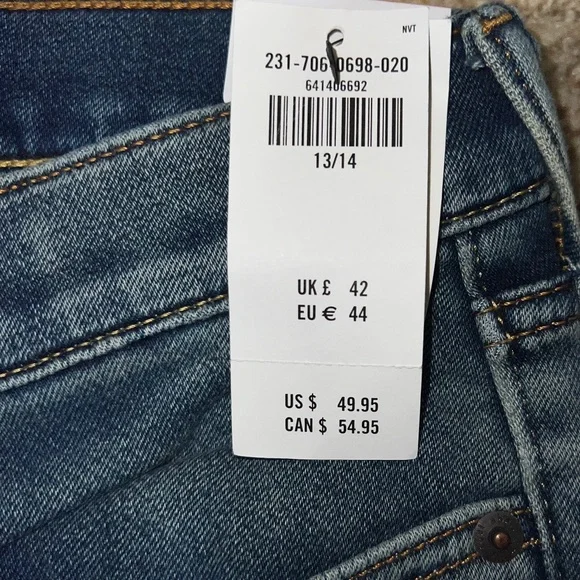 NVT
231-706-0698-020
641406692
13/14
UK £ 42
EU € 44
US $ 49.95
CAN $ 54.95